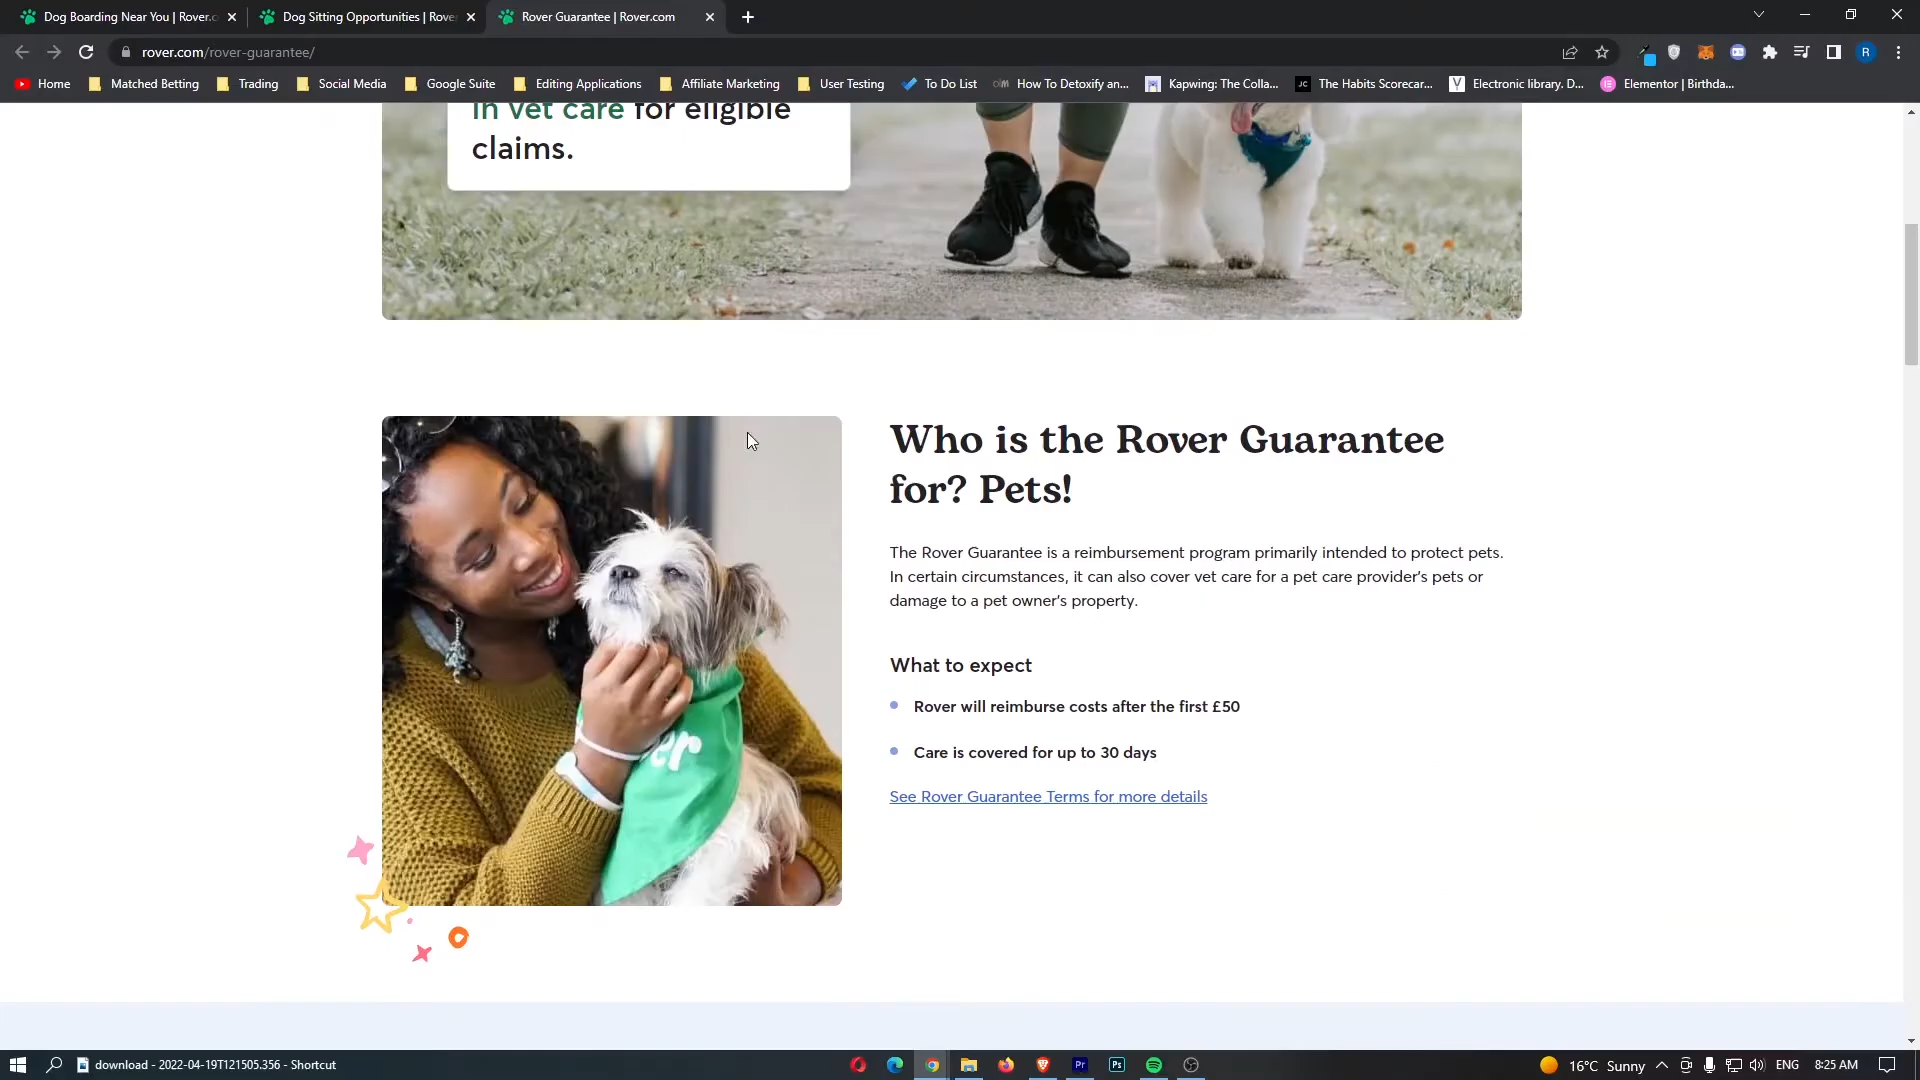 Dog Boarding Near You | Rover.c
Dog Sitting Opportunities | Rover
Rover Guarantee | Rover.com
rover.com/rover-guarantee/
R
Home
Matched Betting
Trading
Social Media
Google Suite
Editing Applications
Affiliate Marketing
User Testing
To Do List
How To Detoxify an...
Kapwing: The Colla...
JC
The Habits Scorecar...
Electronic library. D...
Elementor | Birthda...
in vet care for eligible
claims.
Who is the Rover Guarantee
for? Pets!
The Rover Guarantee is a reimbursement program primarily intended to protect pets.
In certain circumstances, it can also cover vet care for a pet care provider's pets or
damage to a pet owner's property.
What to expect
Rover will reimburse costs after the first £50
Care is covered for up to 30 days
See Rover Guarantee Terms for more details
download - 2022-04-19T121505.356 - Shortcut
Pr
Ps
16°C Sunny
ENG
8:25 AM